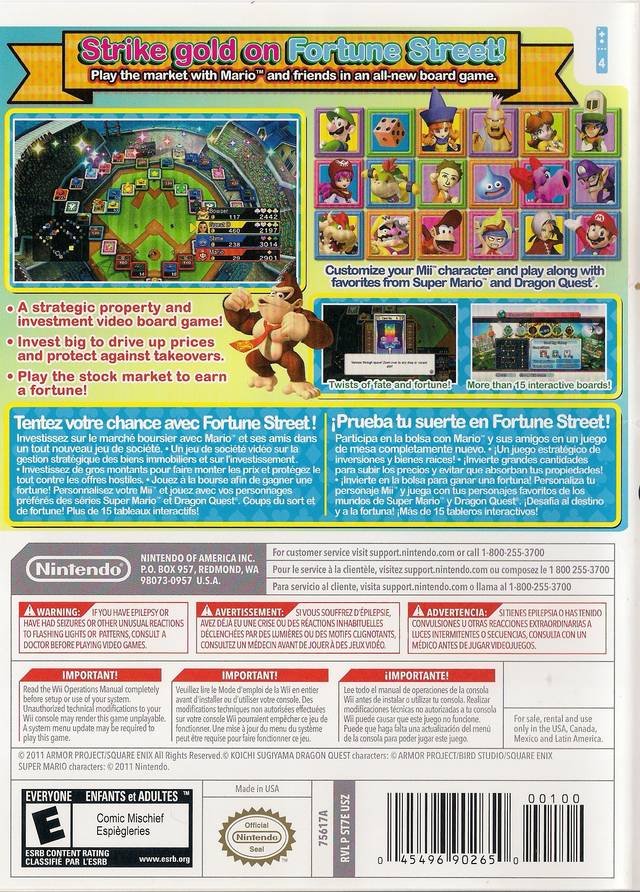 Strike gold on Fortune Street!
Play the market with Mario™ and friends in an all-new board game.
4
Bowser
117 2442
460 2197
238 3014
Mario
29 2901
Customize your Mii™ character and play along with
favorites from Super Mario™ and Dragon Quest®.
• A strategic property and
investment video board game!
• Invest big to drive up prices
and protect against takeovers.
• Play the stock market to earn
a fortune!
Twists of fate and fortune!
More than 15 interactive boards!
Tentez votre chance avec Fortune Street !
Investissez sur le marché boursier avec Mario™ et ses amis dans
un tout nouveau jeu de société. • Un jeu de société vidéo sur la
gestion stratégique des biens immobiliers et sur l'investissement.
• Investissez de gros montants pour faire monter les prix et protégez le
tout contre les offres hostiles. • Jouez à la bourse afin de gagner une
fortune! Personnalisez votre Mii™ et jouez avec vos personnages
préférés des séries Super Mario™ et Dragon Quest®. Coups du sort et
de fortune! Plus de 15 tableaux interactifs!
¡Prueba tu suerte en Fortune Street!
Participa en la bolsa con Mario™ y sus amigos en un juego
de mesa completamente nuevo. • ¡Un juego estratégico de
inversiones y bienes raíces! • ¡Invierte grandes cantidades
para subir los precios y evitar que absorban tus propiedades!
• ¡Invierte en la bolsa para ganar una fortuna! Personaliza tu
personaje Mii™ y juega con tus personajes favoritos de los
mundos de Super Mario™ y Dragon Quest®. ¡Desafía al destino
y a la fortuna! ¡Más de 15 tableros interactivos!
Nintendo®
NINTENDO OF AMERICA INC.
P.O. BOX 957, REDMOND, WA
98073-0957 U.S.A.
For customer service visit support.nintendo.com or call 1-800-255-3700
Pour le service à la clientèle, visitez support.nintendo.com ou composez le 1 800 255-3700
Para servicio al cliente, visita support.nintendo.com o llama al 1-800-255-3700
WARNING: IF YOU HAVE EPILEPSY OR
HAVE HAD SEIZURES OR OTHER UNUSUAL REACTIONS
TO FLASHING LIGHTS OR PATTERNS, CONSULT A
DOCTOR BEFORE PLAYING VIDEO GAMES.
AVERTISSEMENT: SI VOUS SOUFFREZ D'ÉPILEPSIE,
AVEZ DÉJÀ EU UNE CRISE OU DES RÉACTIONS INHABITUELLES
DÉCLENCHÉES PAR DES LUMIÈRES OU DES MOTIFS CLIGNOTANTS,
CONSULTEZ UN MÉDECIN AVANT DE JOUER À DES JEUX VIDÉO.
ADVERTENCIA: SI TIENES EPILEPSIA O HAS TENIDO
CONVULSIONES U OTRAS REACCIONES EXTRAORDINARIAS A
LUCES INTERMITENTES O SECUENCIAS, CONSULTA CON UN
MÉDICO ANTES DE JUGAR VIDEOJUEGOS.
IMPORTANT!
Read the Wii Operations Manual completely
before setup or use of your system.
Unauthorized technical modifications to your
Wii console may render this game unplayable.
A system menu update may be required to
play this game.
IMPORTANT!
Veuillez lire le Mode d'emploi de la Wii en entier
avant d'installer ou d'utiliser votre console. Des
modifications techniques non autorisées effectuées
sur votre console Wii pourraient empêcher ce jeu de
fonctionner. Une mise à jour du menu du système
peut être requise pour faire fonctionner ce jeu.
¡IMPORTANTE!
Lee todo el manual de operaciones de la consola
Wii antes de instalar o utilizar tu consola. Realizar
modificaciones técnicas no autorizadas a tu consola
Wii puede causar que este juego no funcione.
Puede que haga falta una actualización del menú
de la consola para poder jugar este juego.
For sale, rental and use
only in the USA, Canada,
Mexico and Latin America.
© 2011 ARMOR PROJECT/SQUARE ENIX All Rights Reserved. © KOICHI SUGIYAMA DRAGON QUEST characters: © ARMOR PROJECT/BIRD STUDIO/SQUARE ENIX
SUPER MARIO characters: © 2011 Nintendo.
EVERYONE ENFANTS et ADULTES ™
E
Comic Mischief
Espiègleries
ESRB CONTENT RATING
CLASSIFIÉ PAR L'ESRB
www.esrb.org
Made in USA
Official
Nintendo
Seal
75617A
RVL P ST7E USZ
0 45496 90265 0
00100